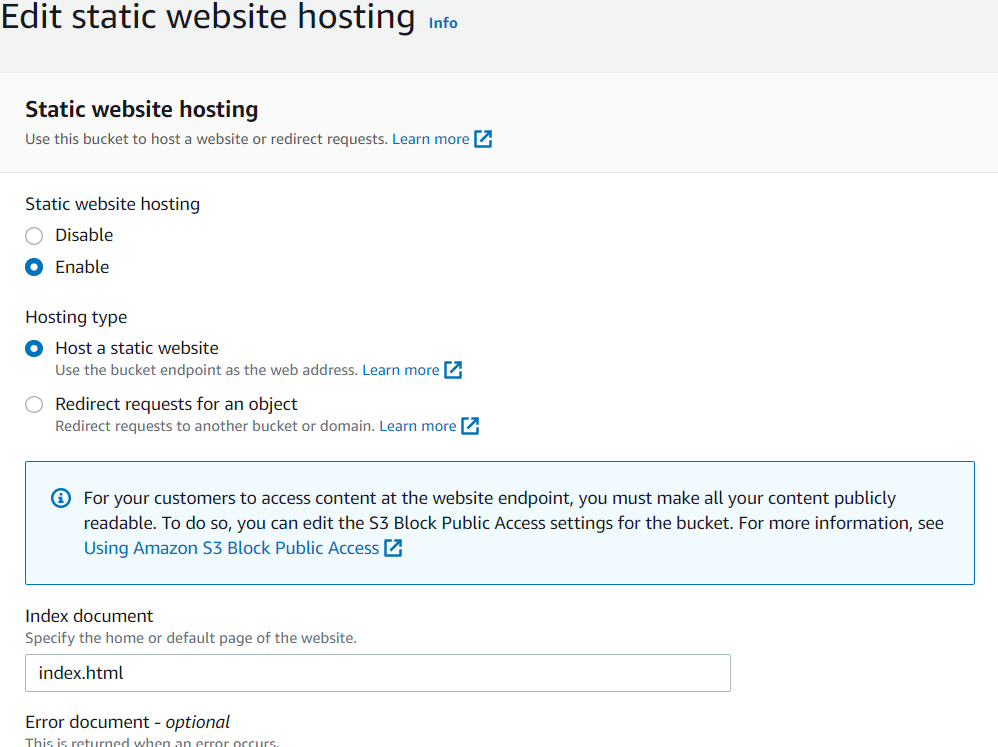 Edit static website hosting Info
Static website hosting
Use this bucket to host a website or redirect requests. Learn more
Static website hosting
Disable
Enable
Hosting type
Host a static website
Use the bucket endpoint as the web address. Learn more
Redirect requests for an object
Redirect requests to another bucket or domain. Learn more
For your customers to access content at the website endpoint, you must make all your content publicly
readable. To do so, you can edit the S3 Block Public Access settings for the bucket. For more information, see
Using Amazon S3 Block Public Access
Index document
Specify the home or default page of the website.
index.html
Error document - optional
This is returned when an error occurs.